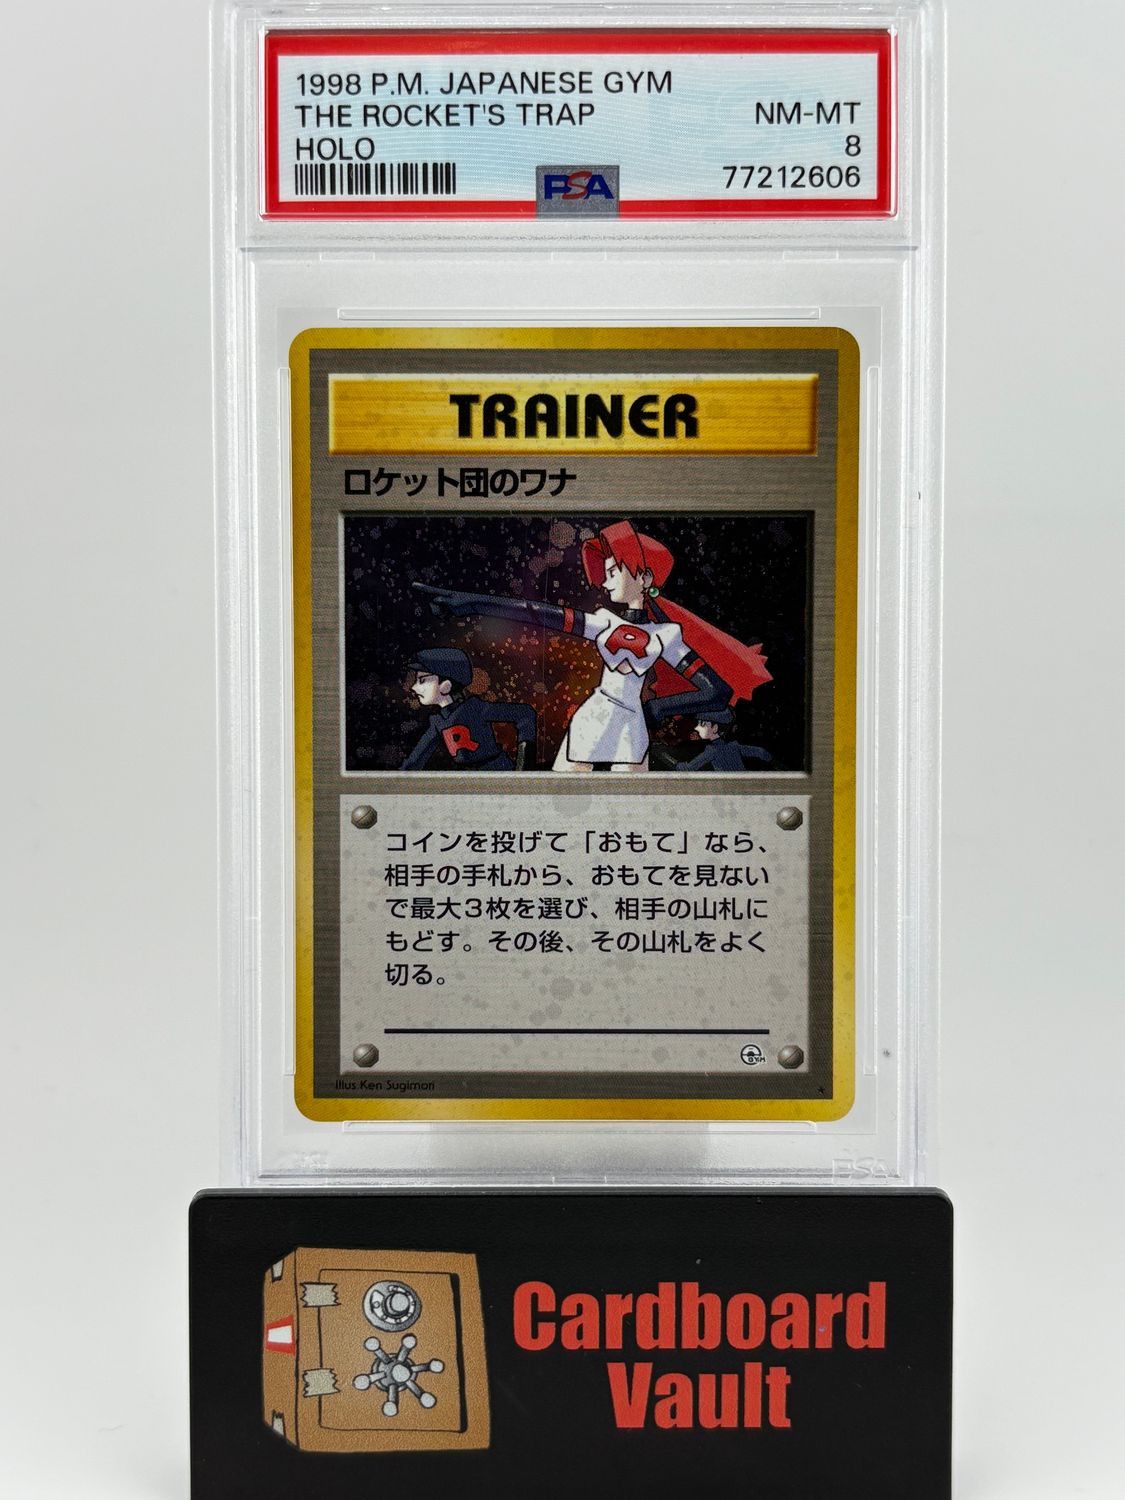 1998 P.M. JAPANESE GYM
THE ROCKET'S TRAP NM-MT
HOLO 8
PSA 77212606
TRAINER
ロケット団のワナ
R
R
コインを投げて「おもて」なら、
相手の手札から、おもてを見ない
で最大3枚を選び、相手の山札に
もどす。その後、その山札をよく
切る。
GYM
Illus Ken Sugimori
PSA
Cardboard
Vault